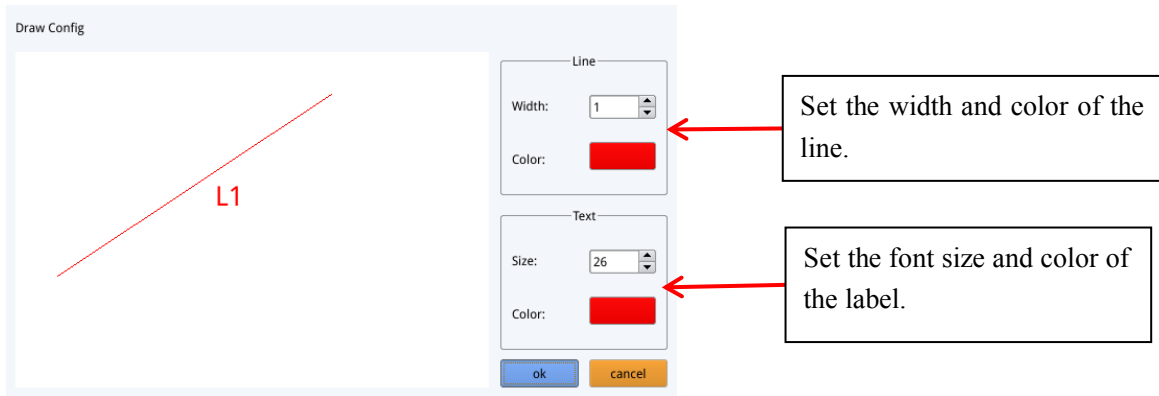 Draw Config
L1
Line
Width:
1
Color:
Text
Size:
26
Color:
ok
cancel
Set the width and color of the
line.
Set the font size and color of
the label.